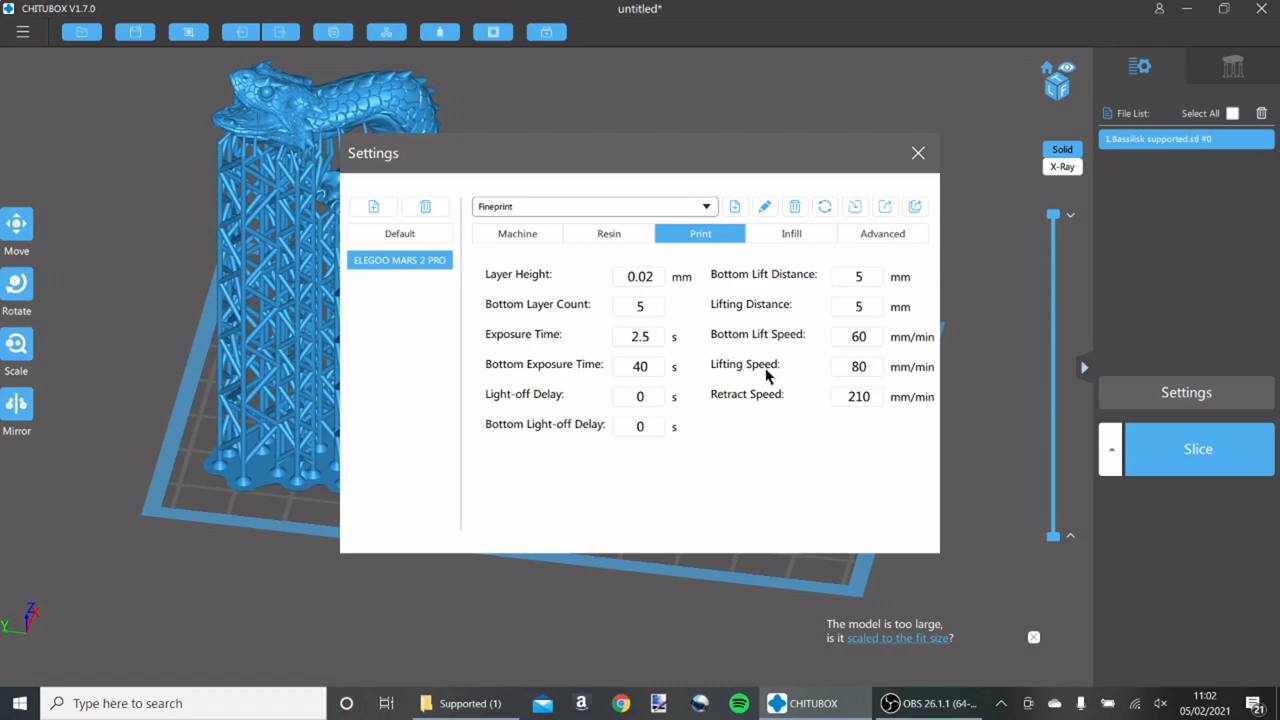 CHITUBOX V1.7.0
untitled*
Settings
Fineprint
Default
ELEGOO MARS 2 PRO
Machine
Resin
Print
Infill
Advanced
Layer Height: 0.02 mm
Bottom Layer Count: 5
Exposure Time: 2.5 s
Bottom Exposure Time: 40 s
Light-off Delay: 0 s
Bottom Light-off Delay: 0 s
Bottom Lift Distance: 5 mm
Lifting Distance: 5 mm
Bottom Lift Speed: 60 mm/min
Lifting Speed: 80 mm/min
Retract Speed: 210 mm/min
Move
Rotate
Scale
Mirror
Solid
X-Ray
File List:
Select All
1.Bassilisk supported.stl #0
Settings
Slice
The model is too large,
is it scaled to the fit size?
Z
X
Y
T
L F
Type here to search
Supported (1)
CHITUBOX
OBS 26.1.1 (64-...
11:02
05/02/2021
21